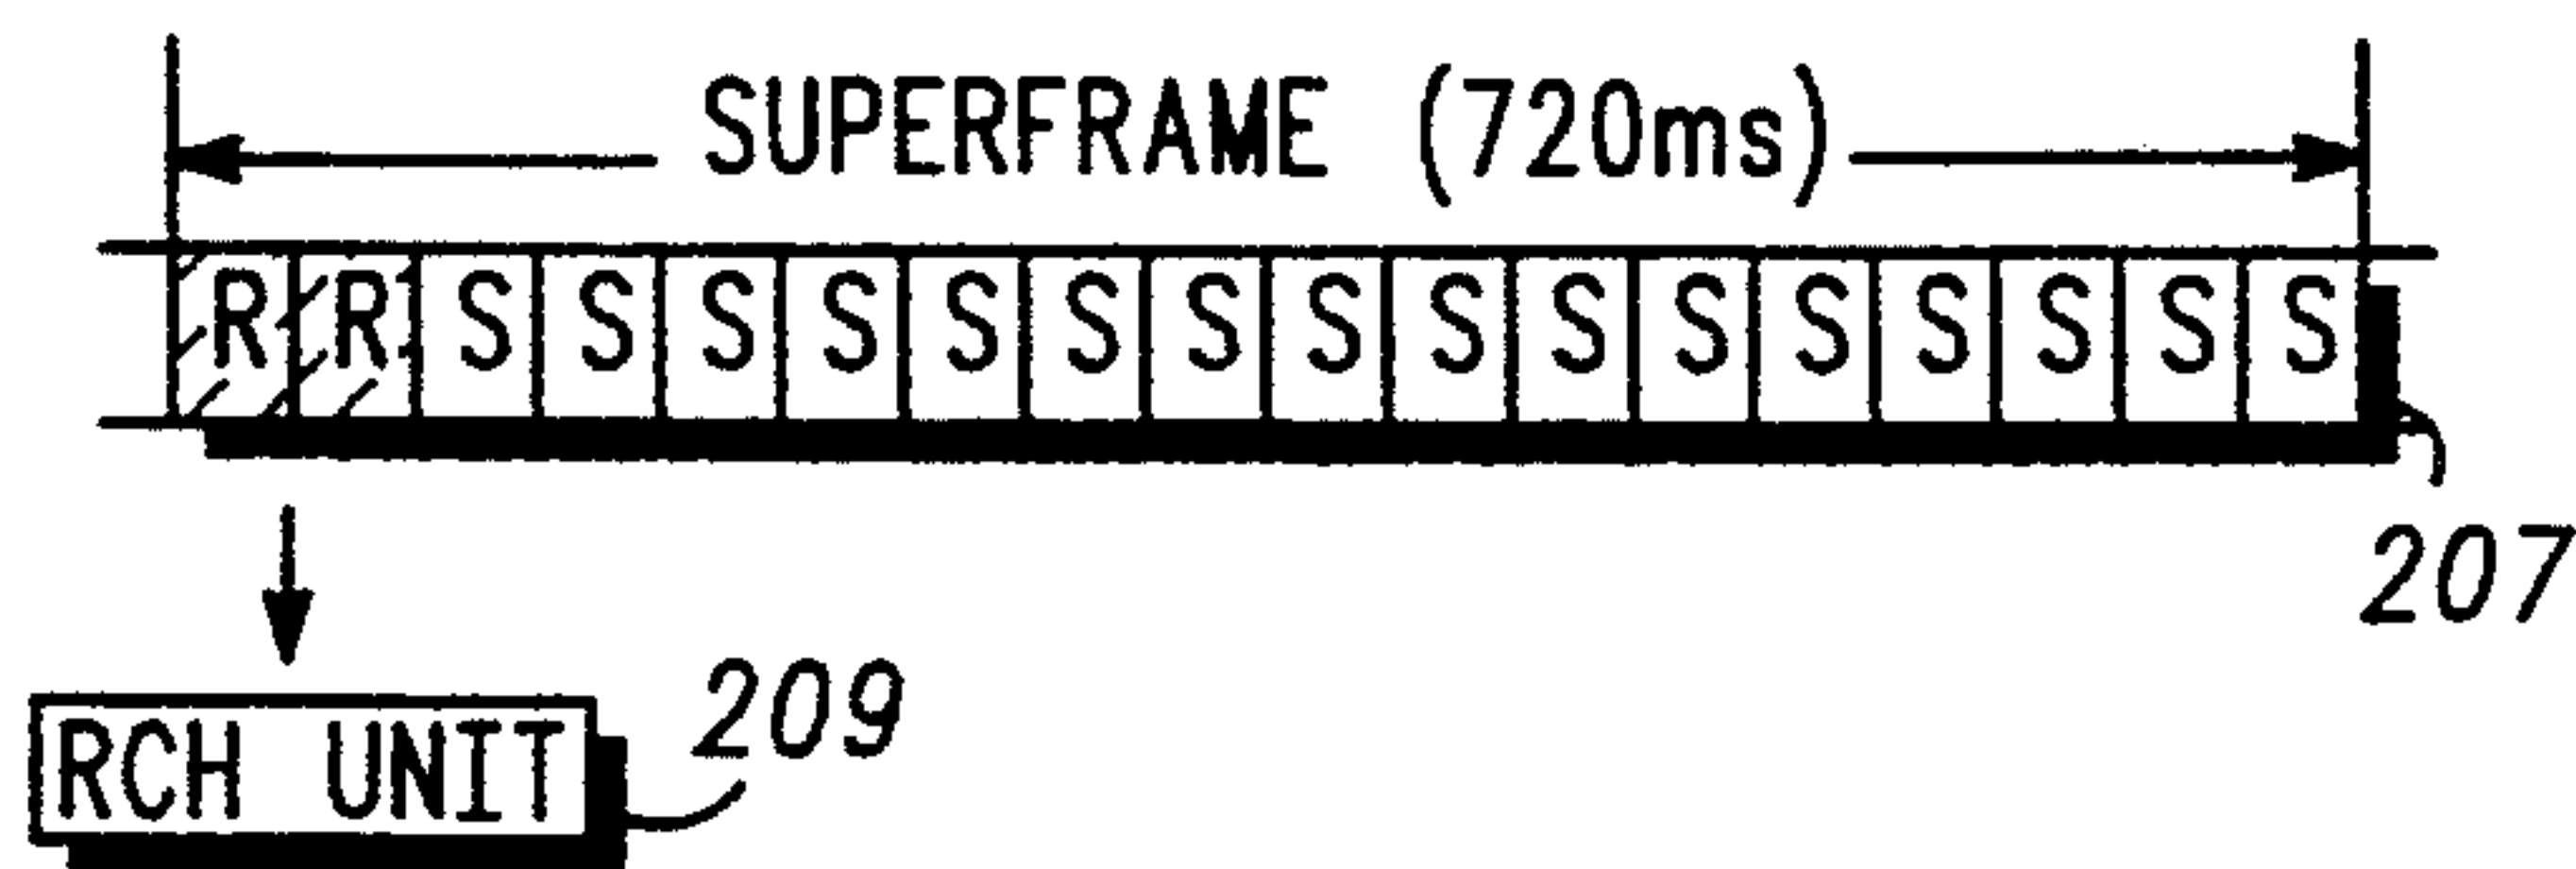 SUPERFRAME (720ms)
R R S S S S S S S S S S S S S S S S
207
RCH UNIT 209